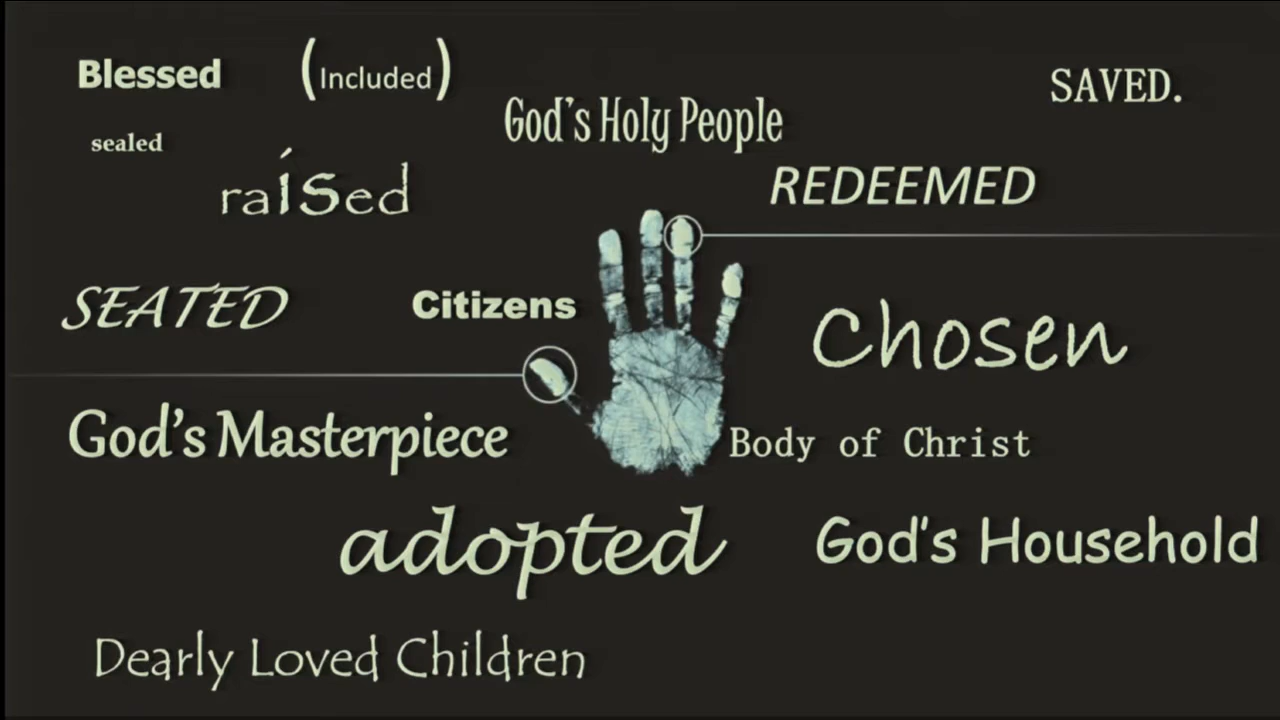 Blessed
(Included)
SAVED.
God's Holy People
sealed
raísed
REDEEMED
SEATED
Citizens
Chosen
God's Masterpiece
Body of Christ
adopted
God's Household
Dearly Loved Children